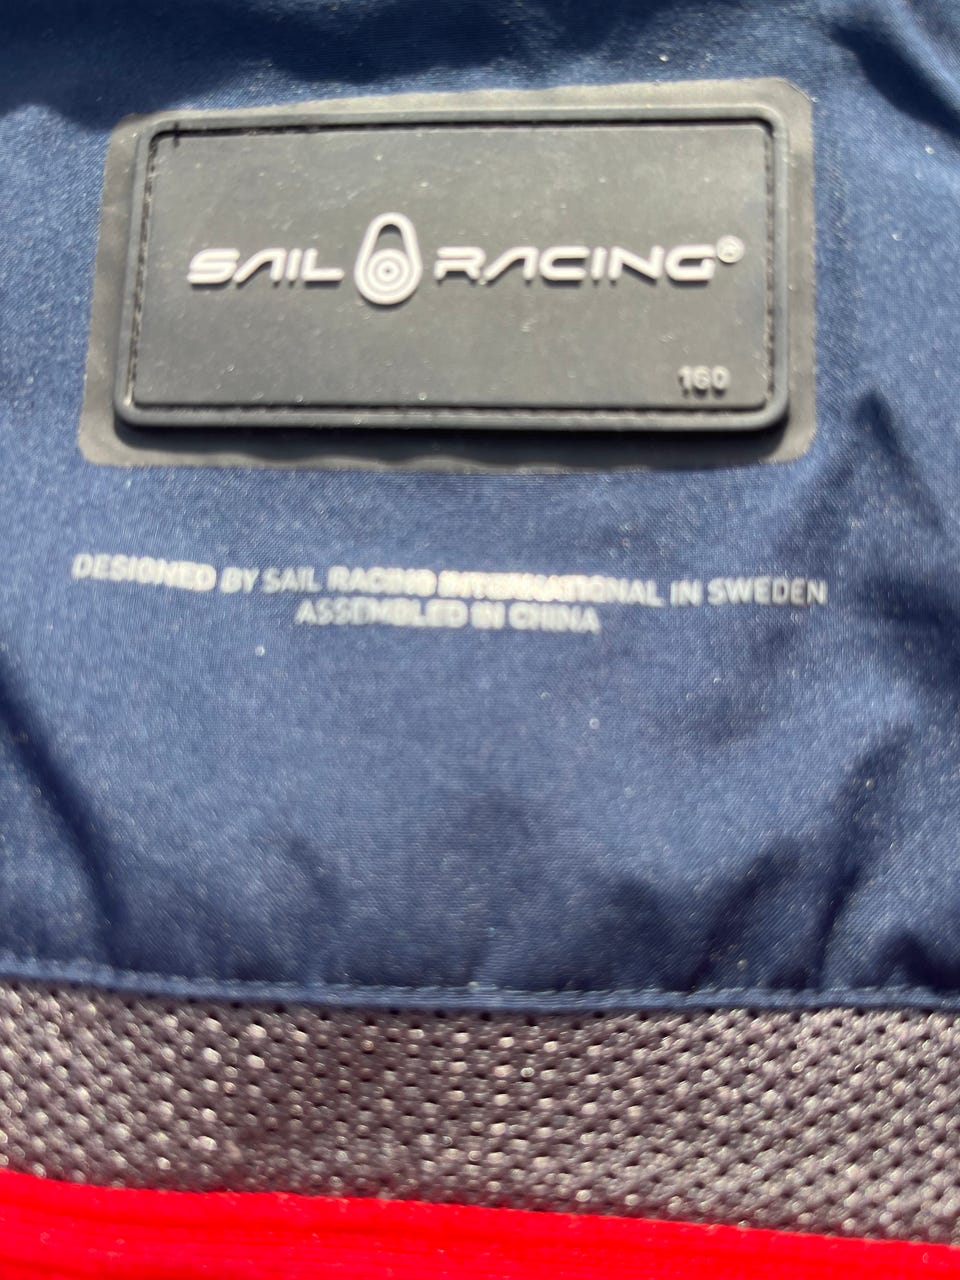 SAIL RACING®
160
DESIGNED BY SAIL RACING INTERNATIONAL IN SWEDEN
ASSEMBLED IN CHINA